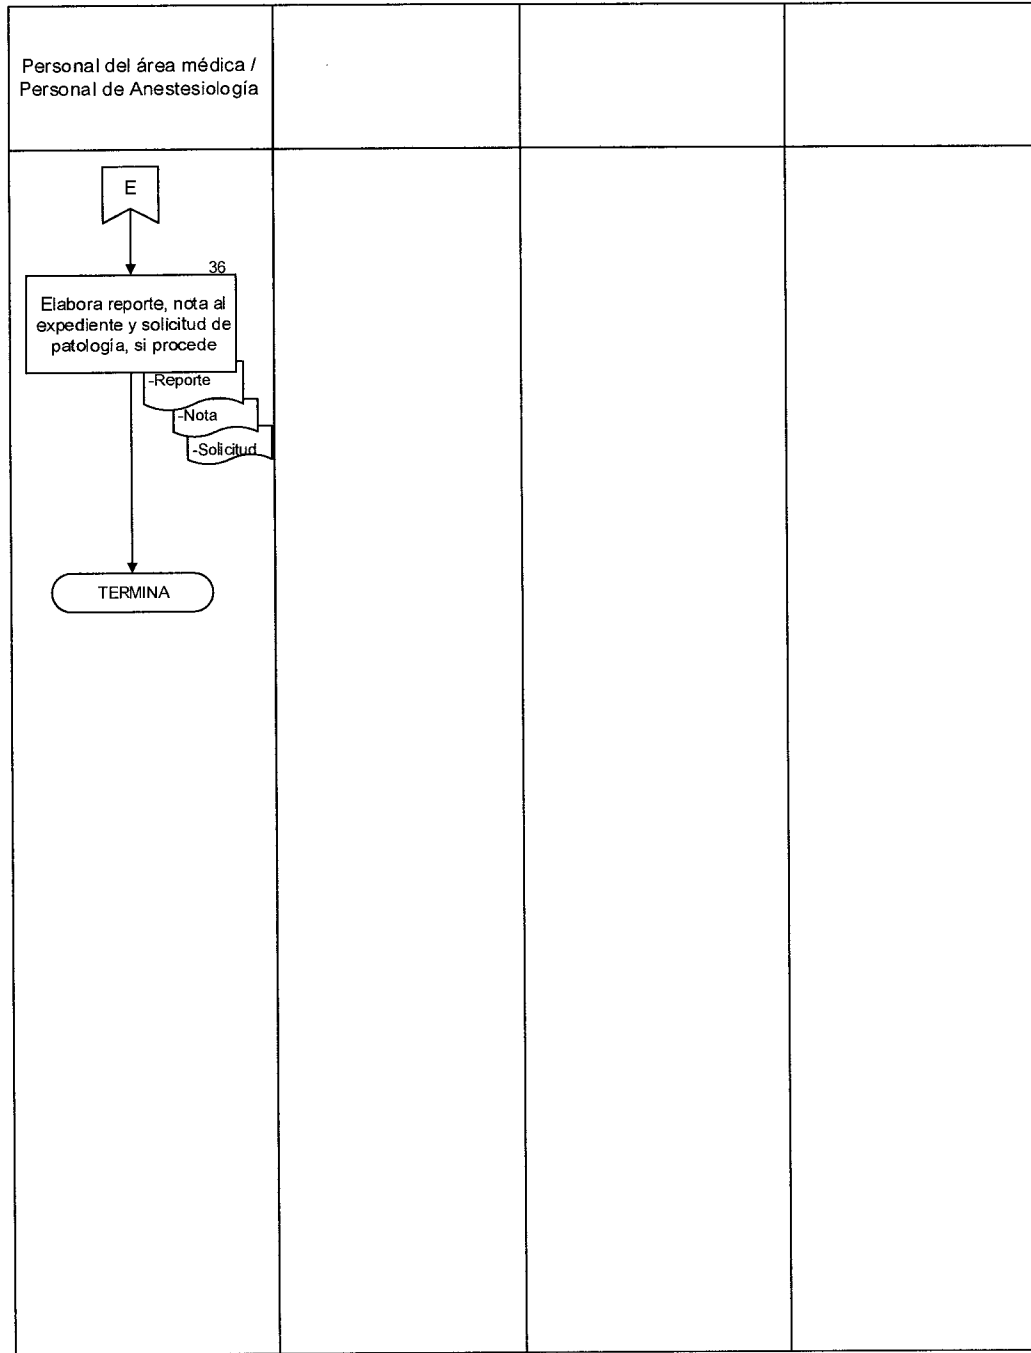 Personal del área médica /
Personal de Anestesiología
E
36
Elabora reporte, nota al
expediente y solicitud de
patología, si procede
-Reporte
-Nota
-Solicitud
TERMINA